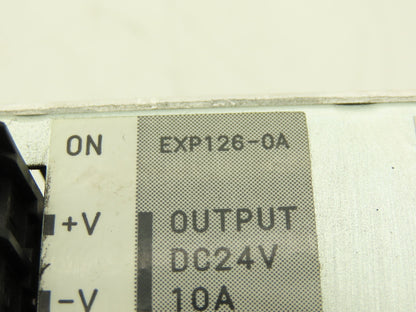 ON EXP126-0A
+V OUTPUT
DC24V
-V 10A